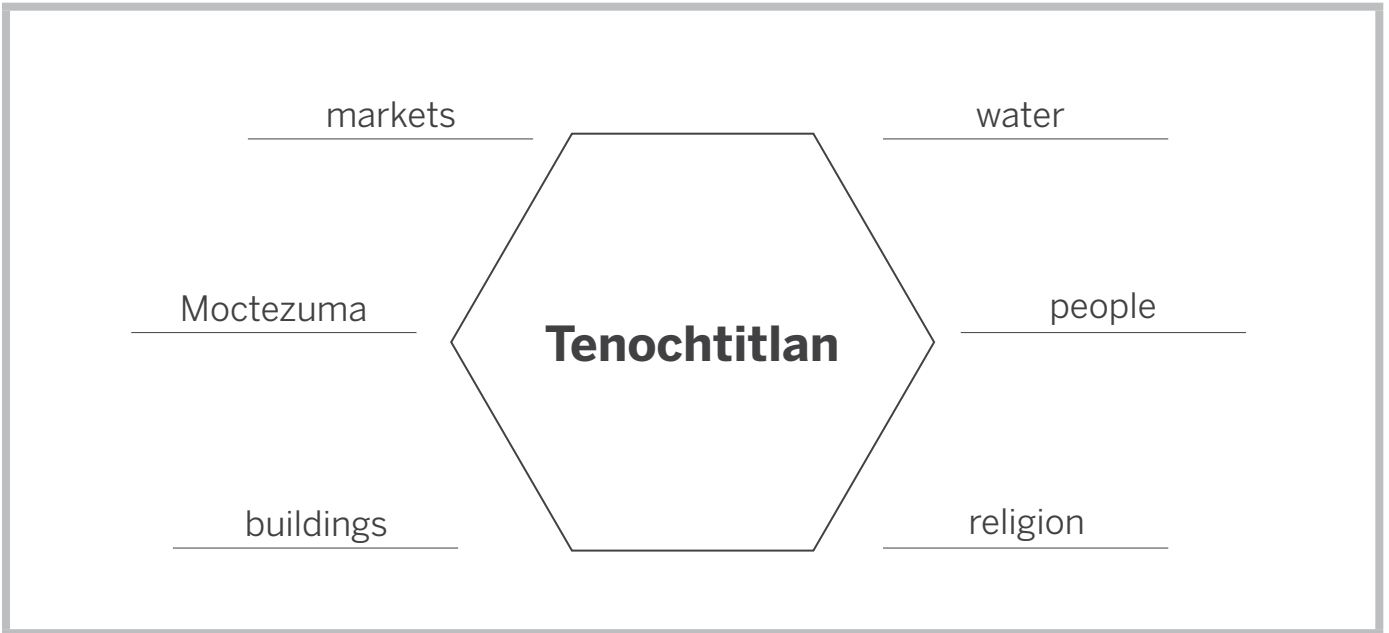 markets
water
Moctezuma
people
Tenochtitlan
buildings
religion